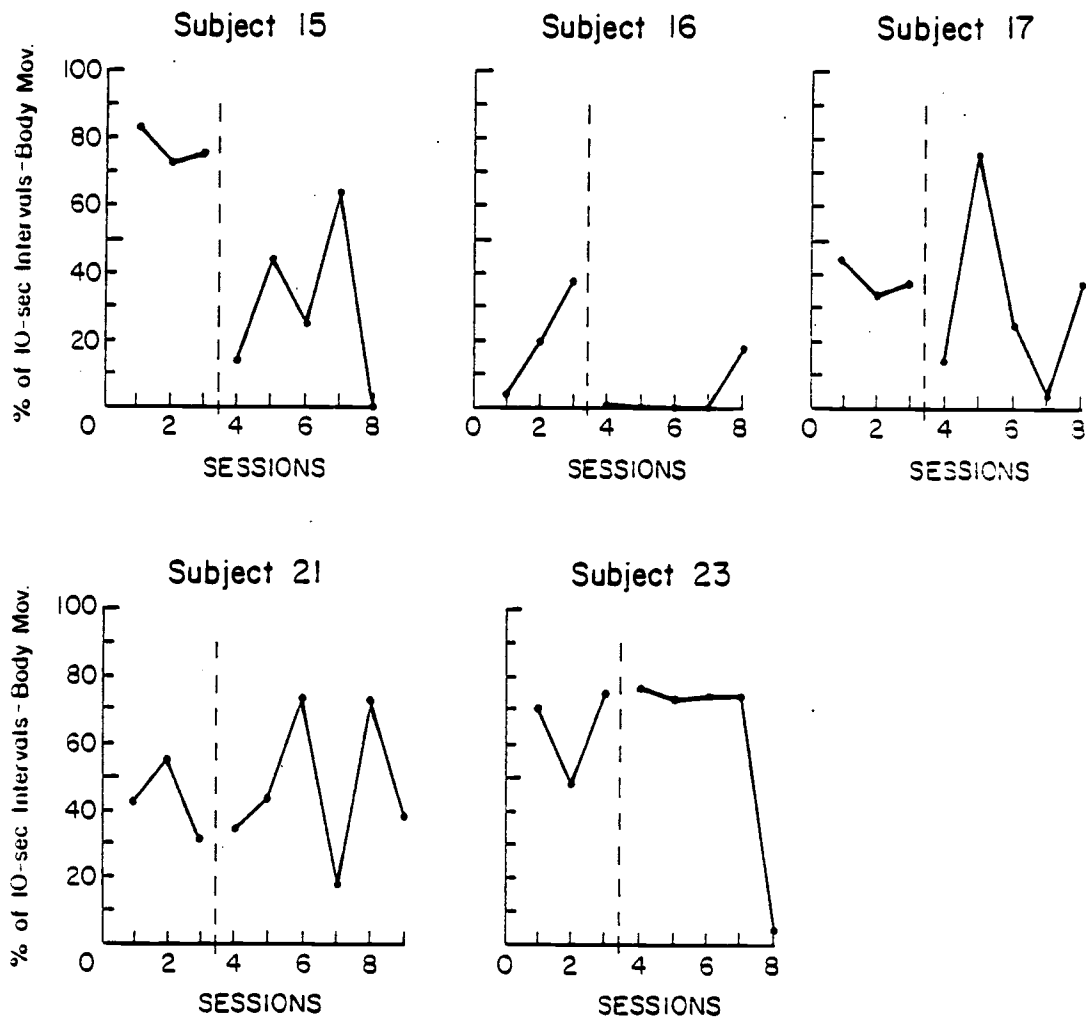 Subject 15
Subject 16
Subject 17
% of 10-sec Intervals-Body Mov.
100
80
60
40
20
0 2 4 6 8
0 2 4 6 8
0 2 4 6 8
SESSIONS
SESSIONS
SESSIONS
Subject 21
Subject 23
% of 10-sec Intervals-Body Mov.
100
80
60
40
20
0 2 4 6 8
0 2 4 6 8
SESSIONS
SESSIONS